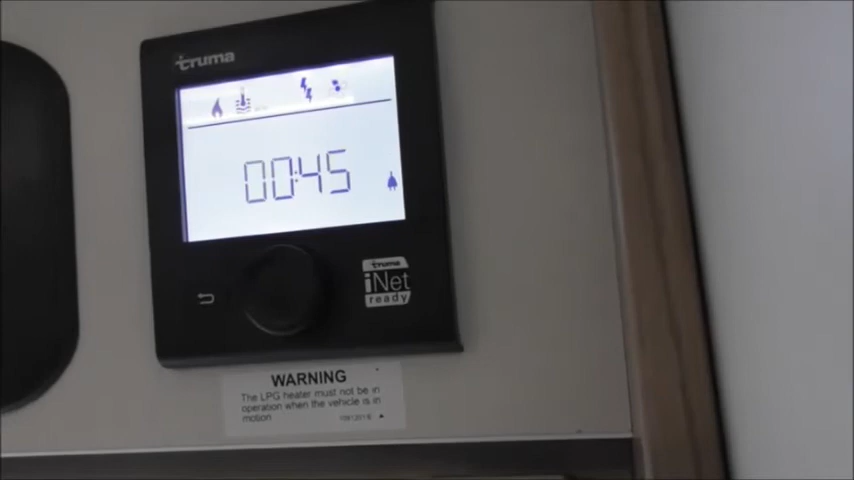 truma
00:45
truma
iNet
ready
WARNING
The LPG heater must not be in
operation when the vehicle is in
motion